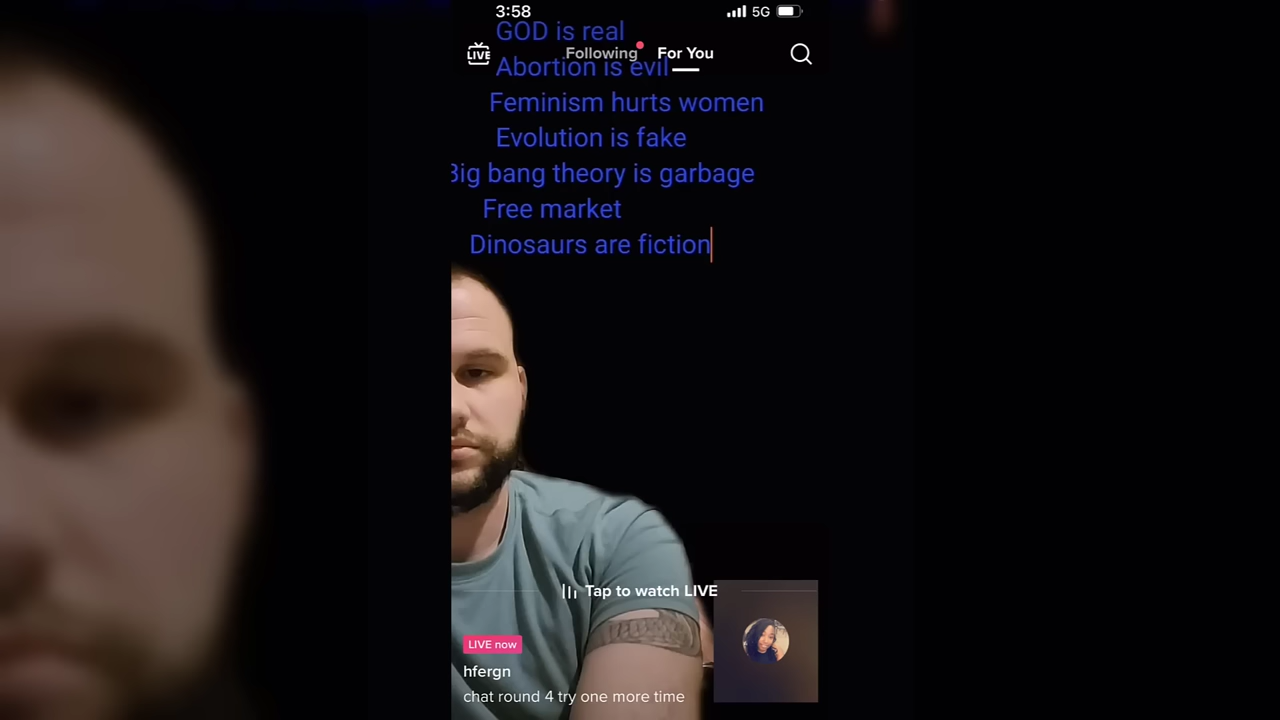 3:58
5G
GOD is real
LIVE
Following
For You
Abortion is evil
Feminism hurts women
Evolution is fake
Big bang theory is garbage
Free market
Dinosaurs are fiction
Tap to watch LIVE
LIVE now
hfergn
chat round 4 try one more time